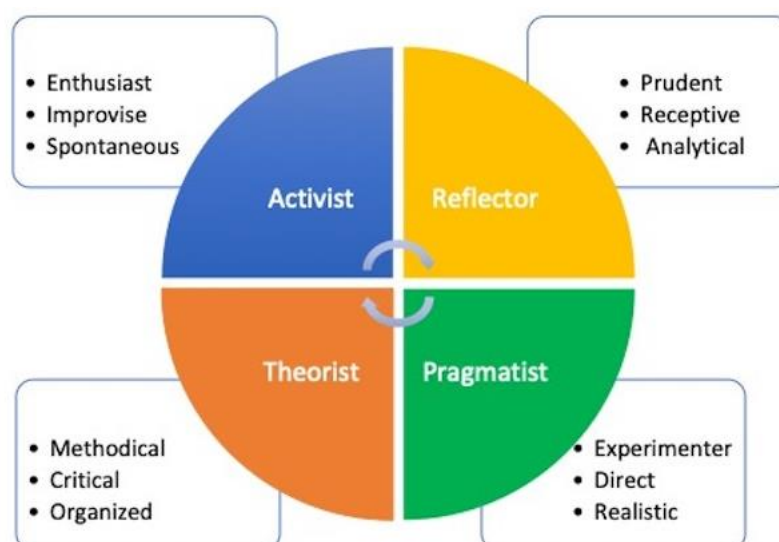 • Enthusiast
• Improvise
• Spontaneous
• Prudent
• Receptive
• Analytical
Activist
Reflector
Theorist
Pragmatist
• Methodical
• Critical
• Organized
• Experimenter
• Direct
• Realistic